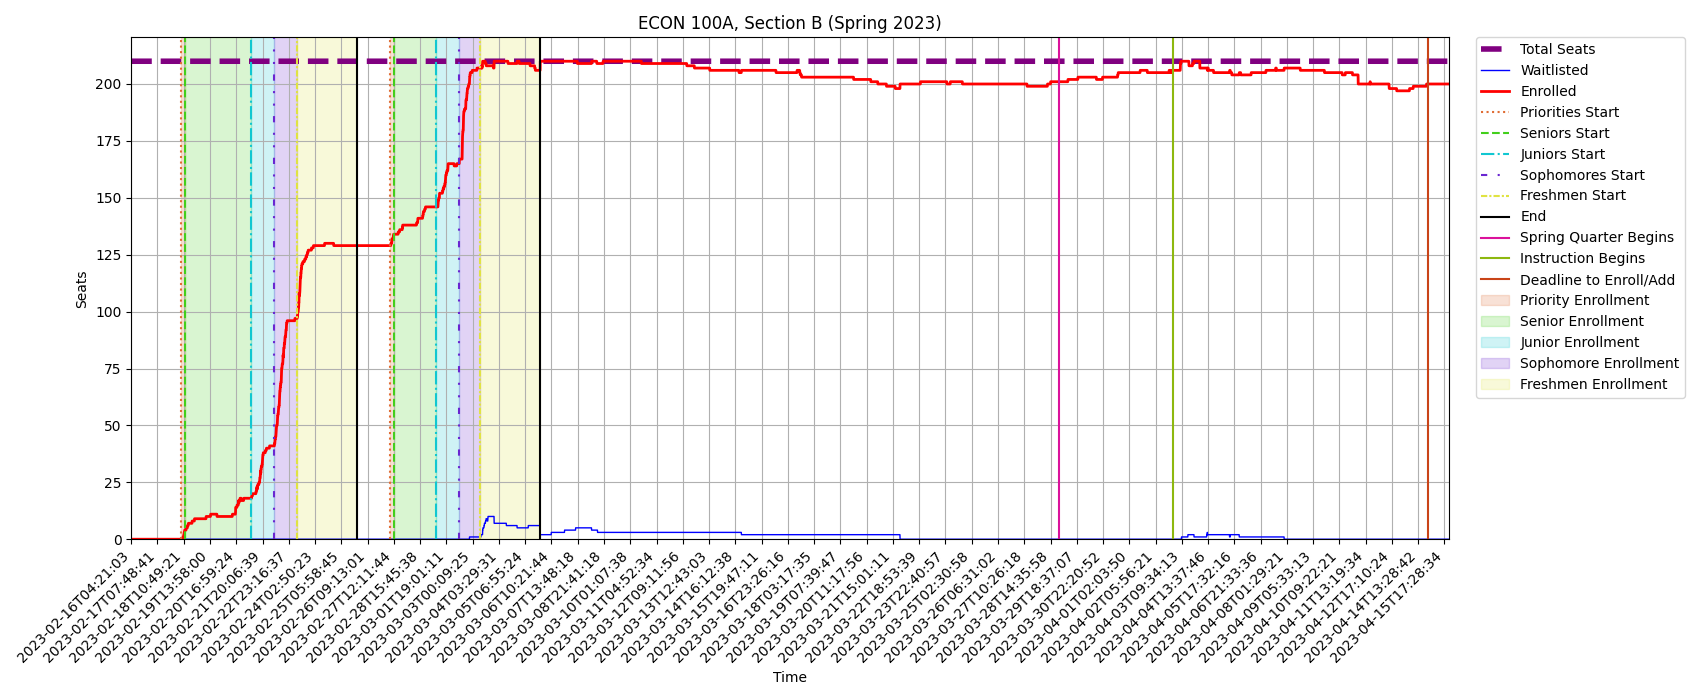 ECON 100A, Section B (Spring 2023)
Seats
200
175
150
125
100
75
50
25
0
2023-02-16T04:21:03
2023-02-17T07:48:41
2023-02-18T10:49:21
2023-02-19T13:58:00
2023-02-20T16:59:24
2023-02-21T20:06:39
2023-02-22T23:16:37
2023-02-24T02:50:23
2023-02-25T05:58:45
2023-02-26T09:13:01
2023-02-27T12:11:44
2023-02-28T15:45:38
2023-03-01T19:01:11
2023-03-03T00:09:25
2023-03-04T03:29:31
2023-03-05T06:55:24
2023-03-06T10:21:44
2023-03-07T13:48:18
2023-03-08T21:41:18
2023-03-10T01:07:38
2023-03-11T04:52:34
2023-03-12T09:11:56
2023-03-13T12:43:03
2023-03-14T16:12:38
2023-03-15T19:47:11
2023-03-16T23:26:16
2023-03-18T03:17:35
2023-03-19T07:39:47
2023-03-20T11:17:56
2023-03-21T15:01:11
2023-03-22T18:53:39
2023-03-23T22:40:57
2023-03-25T02:30:58
2023-03-26T06:31:02
2023-03-27T10:26:18
2023-03-28T14:35:58
2023-03-29T18:37:07
2023-03-30T22:20:52
2023-04-01T02:03:50
2023-04-02T05:56:21
2023-04-03T09:34:13
2023-04-04T13:37:46
2023-04-05T17:32:16
2023-04-06T21:33:36
2023-04-08T01:29:21
2023-04-09T05:33:13
2023-04-10T09:22:21
2023-04-11T13:19:34
2023-04-12T17:10:24
2023-04-14T13:28:42
2023-04-15T17:28:34
Time
Total Seats
Waitlisted
Enrolled
Priorities Start
Seniors Start
Juniors Start
Sophomores Start
Freshmen Start
End
Spring Quarter Begins
Instruction Begins
Deadline to Enroll/Add
Priority Enrollment
Senior Enrollment
Junior Enrollment
Sophomore Enrollment
Freshmen Enrollment